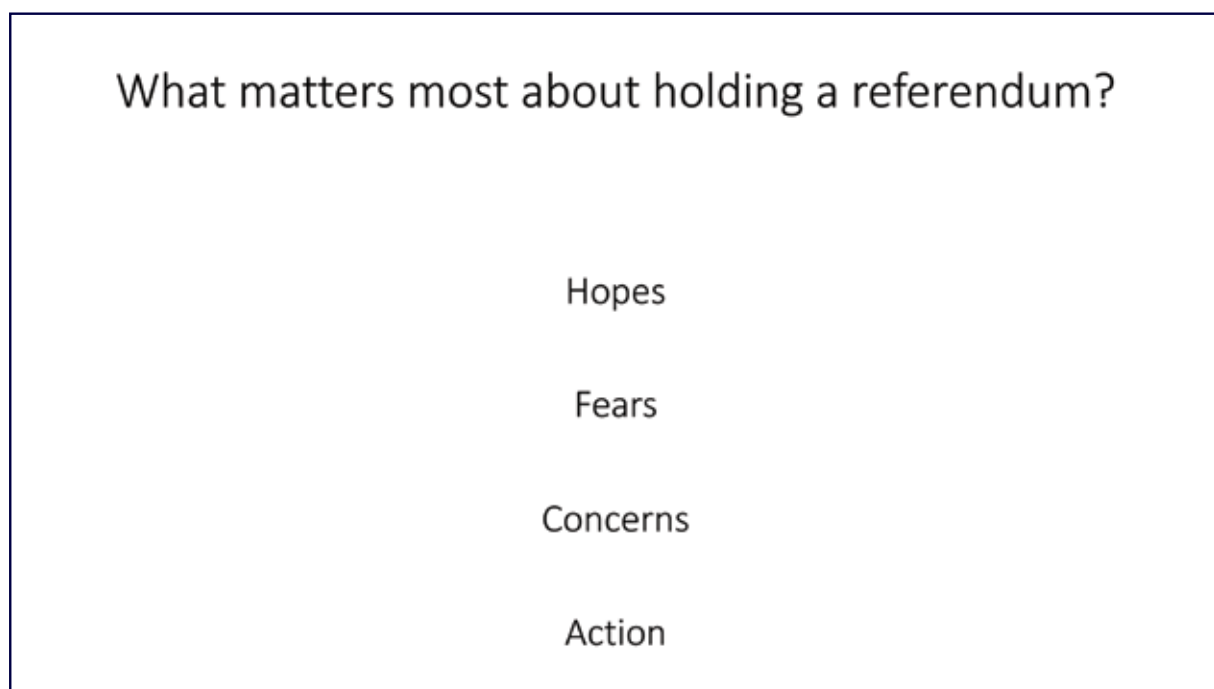 What matters most about holding a referendum?
Hopes
Fears
Concerns
Action